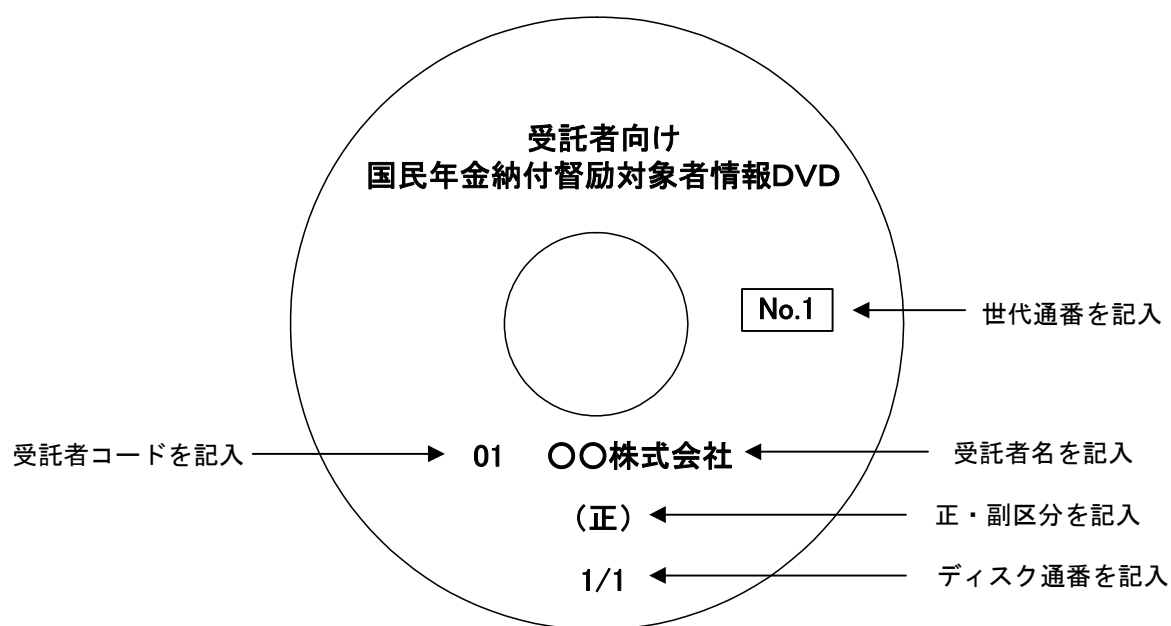 受託者向け
国民年金納付督励対象者情報DVD
No.1
世代通番を記入
受託者コードを記入
01 〇〇株式会社
受託者名を記入
（正）
正・副区分を記入
1/1
ディスク通番を記入